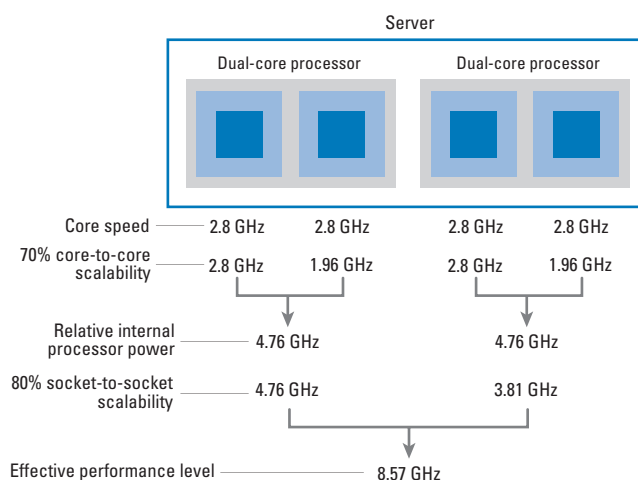 Server
Dual-core processor Dual-core processor
Core speed 2.8 GHz 2.8 GHz 2.8 GHz 2.8 GHz
70% core-to-core
scalability 2.8 GHz 1.96 GHz 2.8 GHz 1.96 GHz
Relative internal
processor power 4.76 GHz 4.76 GHz
80% socket-to-socket
scalability 4.76 GHz 3.81 GHz
Effective performance level 8.57 GHz